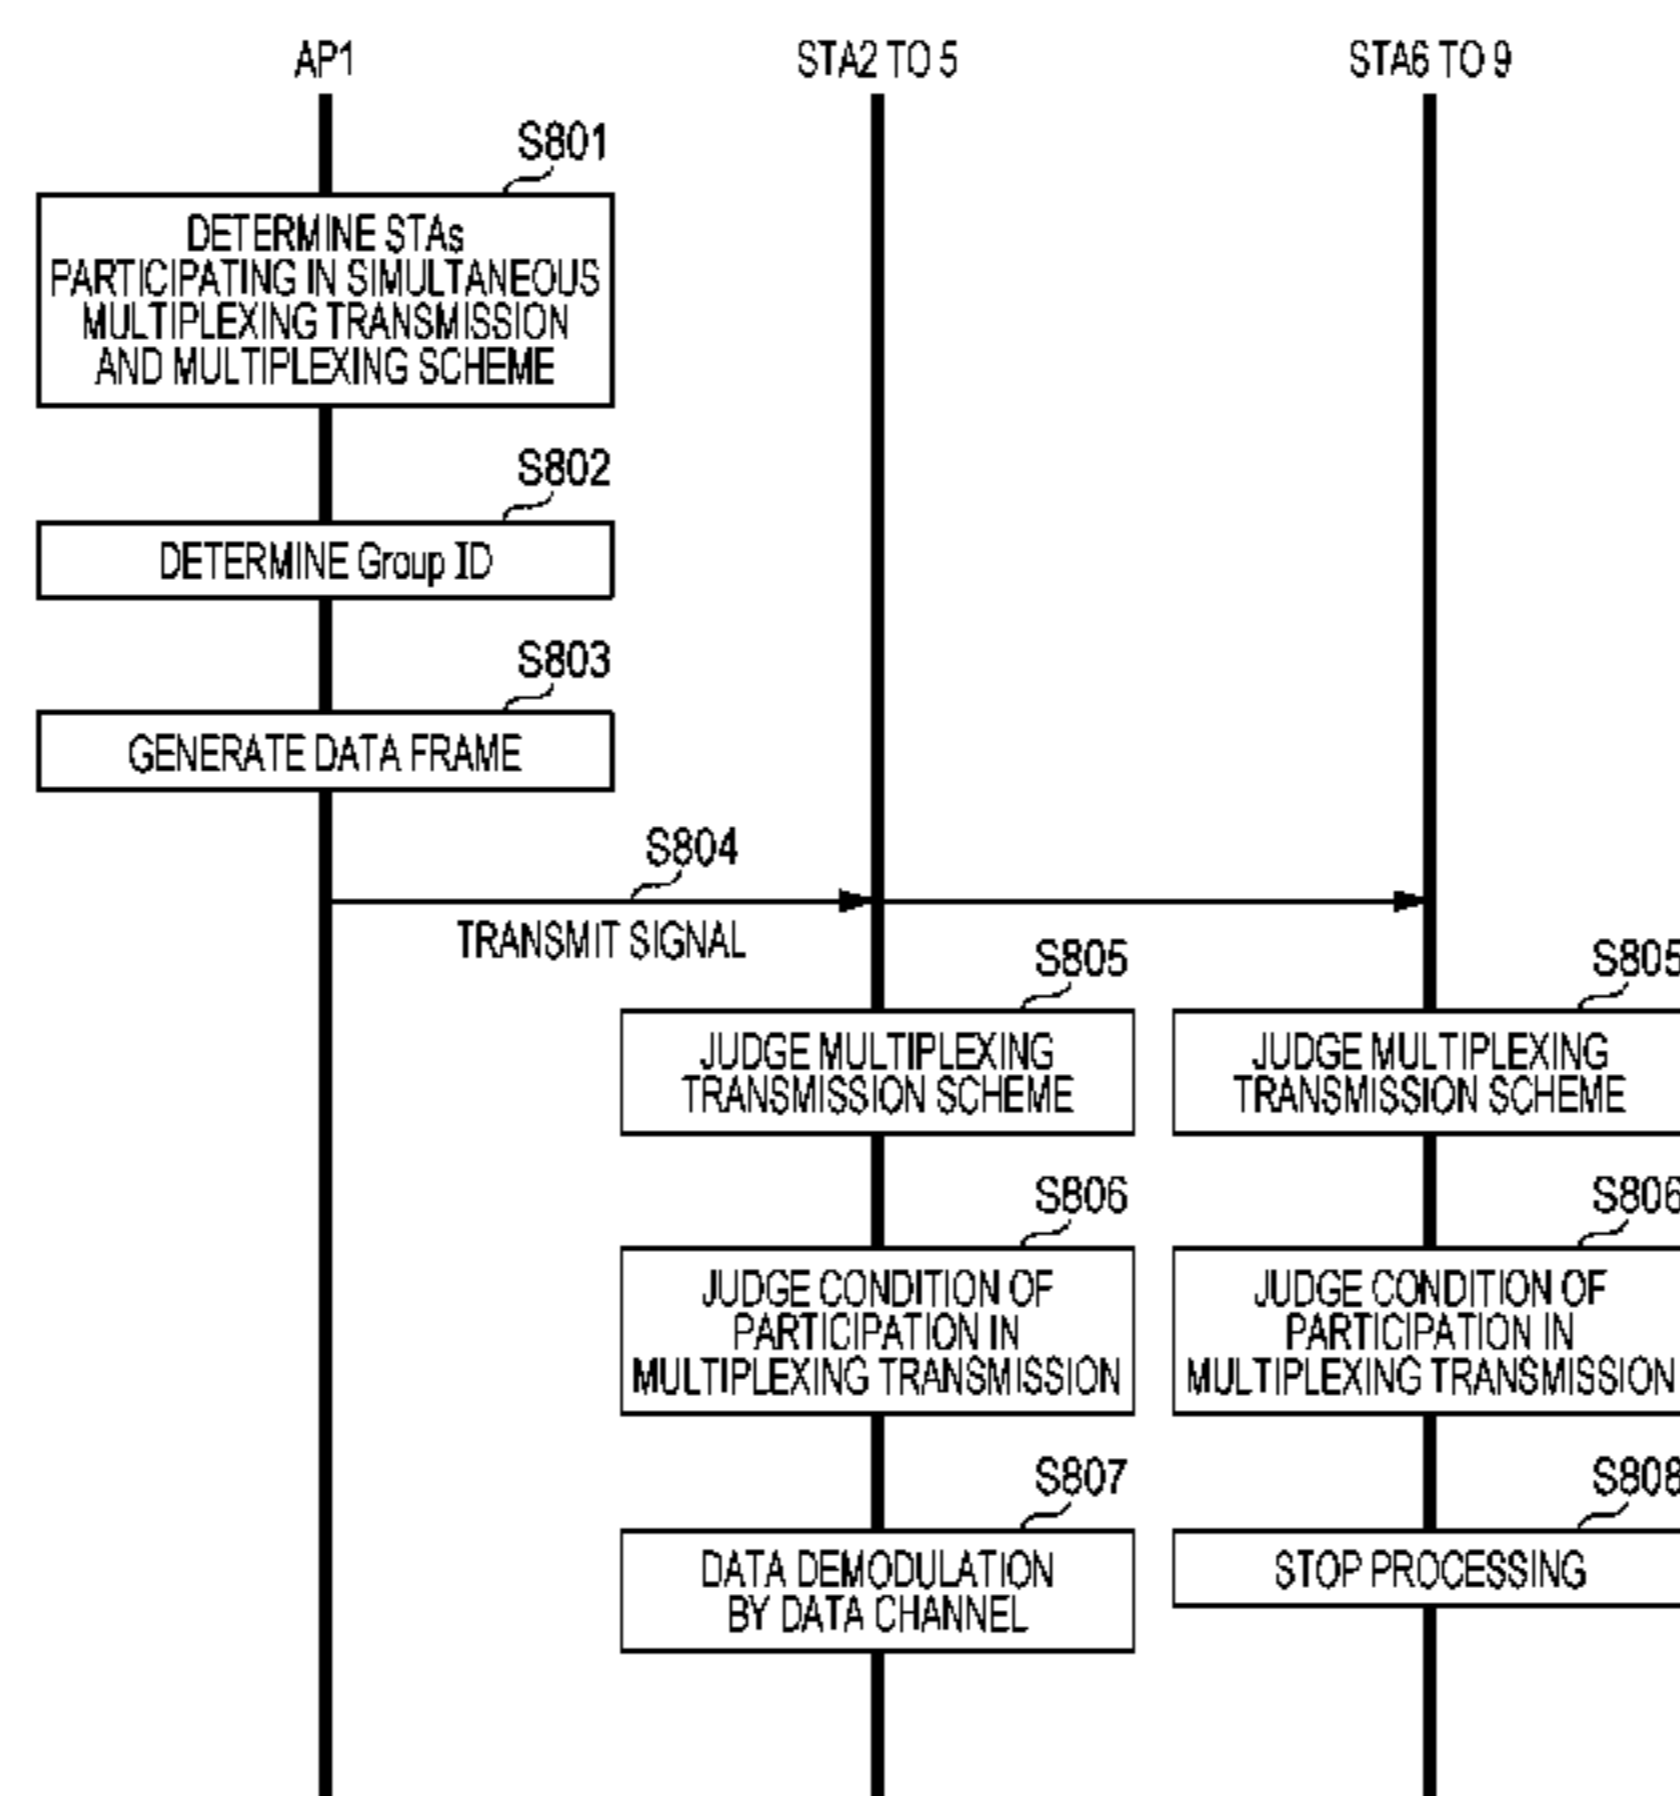 AP1
STA2 TO 5
STA6 TO 9
S801
DETERMINE STAs
PARTICIPATING IN SIMULTANEOUS
MULTIPLEXING TRANSMISSION
AND MULTIPLEXING SCHEME
S802
DETERMINE Group ID
S803
GENERATE DATA FRAME
S804
TRANSMIT SIGNAL
S805
JUDGE MULTIPLEXING
TRANSMISSION SCHEME
S805
JUDGE MULTIPLEXING
TRANSMISSION SCHEME
S806
JUDGE CONDITION OF
PARTICIPATION IN
MULTIPLEXING TRANSMISSION
S806
JUDGE CONDITION OF
PARTICIPATION IN
MULTIPLEXING TRANSMISSION
S807
DATA DEMODULATION
BY DATA CHANNEL
S808
STOP PROCESSING